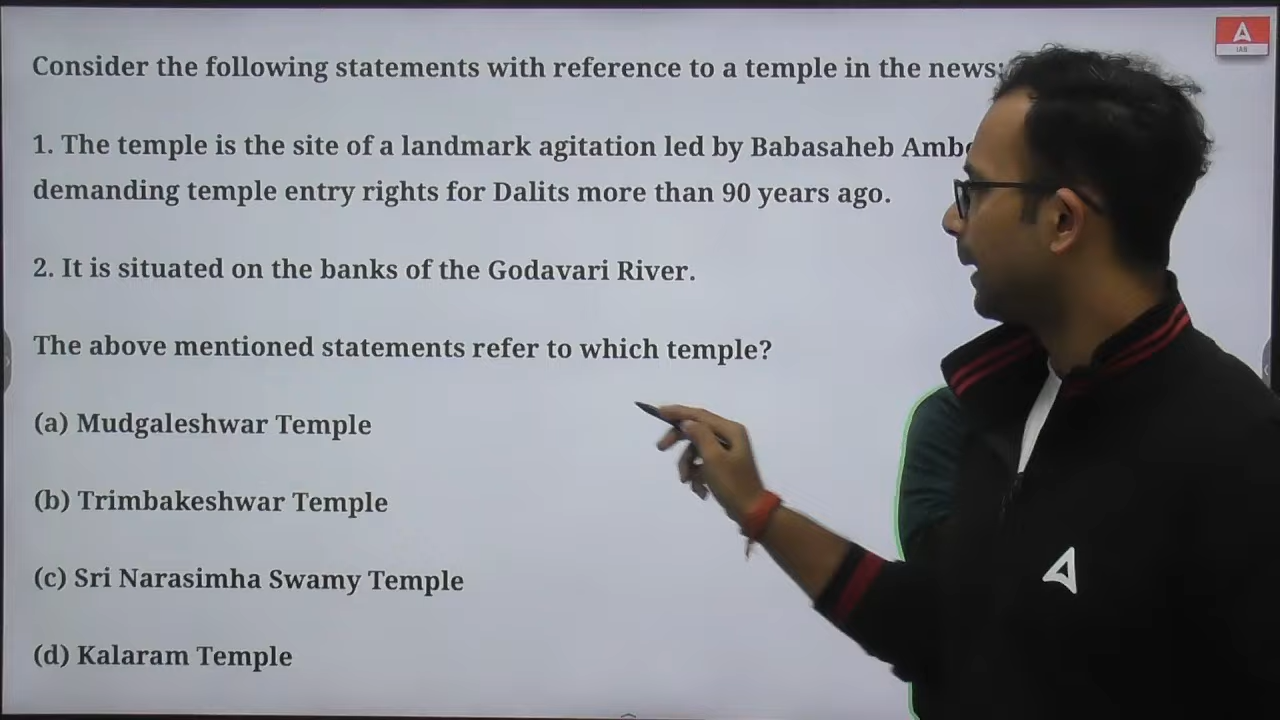 Consider the following statements with reference to a temple in the news:
1. The temple is the site of a landmark agitation led by Babasaheb
demanding temple entry rights for Dalits more than 90 years ago.
2. It is situated on the banks of the Godavari River.
The above mentioned statements refer to which temple?
(a) Mudgaleshwar Temple
(b) Trimbakeshwar Temple
(c) Sri Narasimha Swamy Temple
(d) Kalaram Temple
IAS